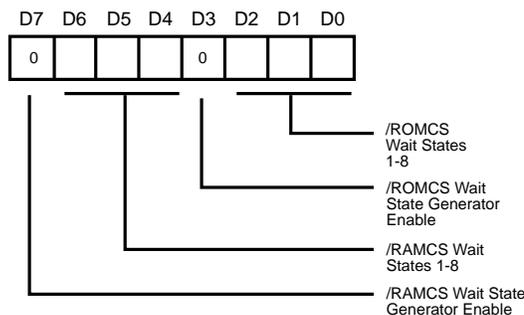 D7 D6 D5 D4 D3 D2 D1 D0
0 0
/ROMCS
Wait States
1-8
/ROMCS Wait
State Generator
Enable
/RAMCS Wait
States 1-8
/RAMCS Wait State
Generator Enable